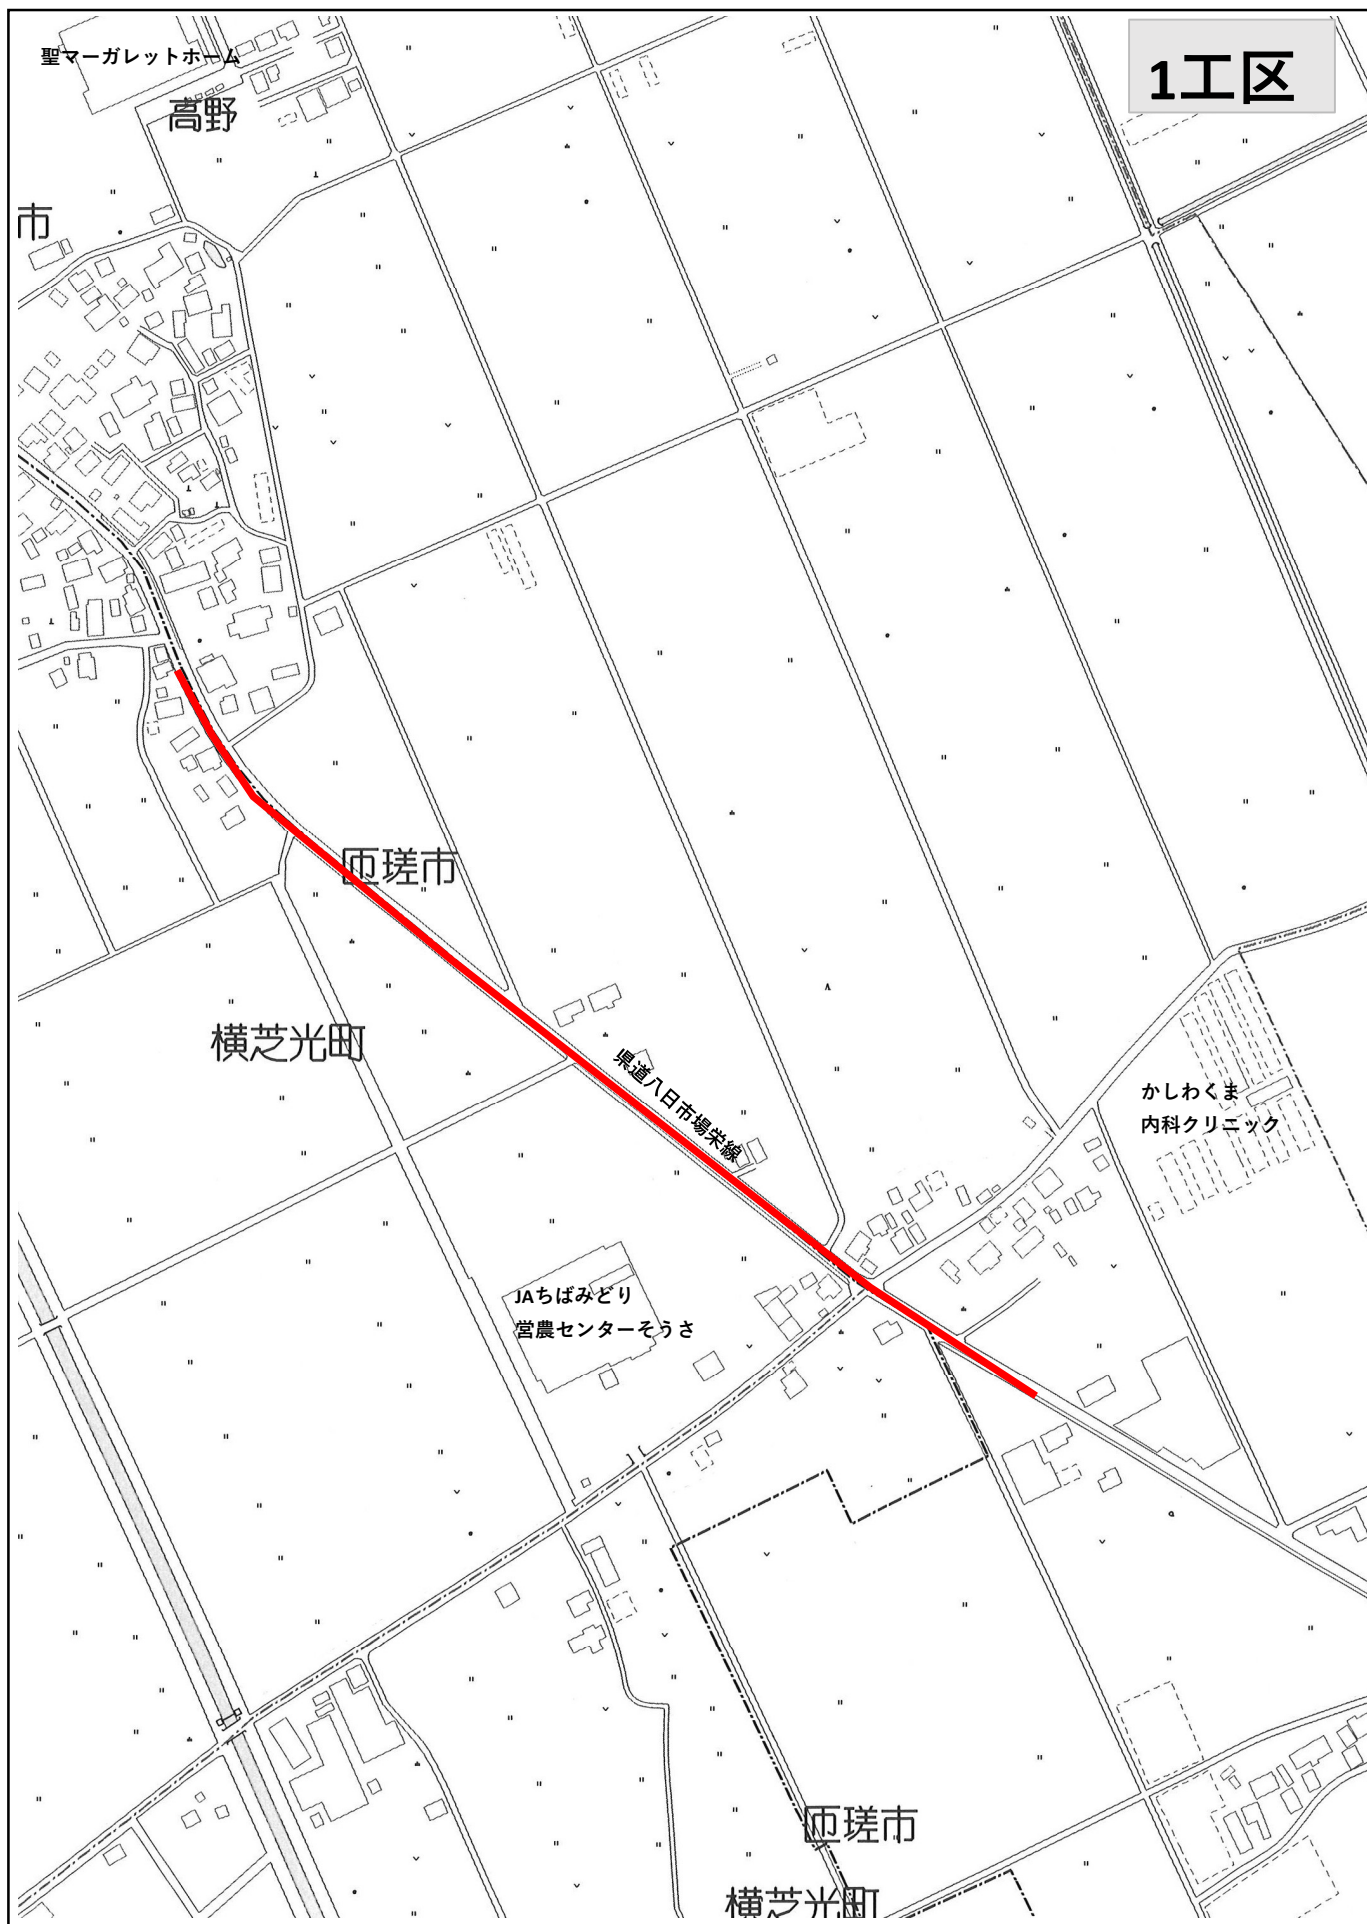 聖マーガレットホーム
1工区
高野
市
匝瑳市
横芝光町
県道八日市場栄線
かしわくま
内科クリニック
JAちばみどり
営農センターそうさ
匝瑳市
横芝光町